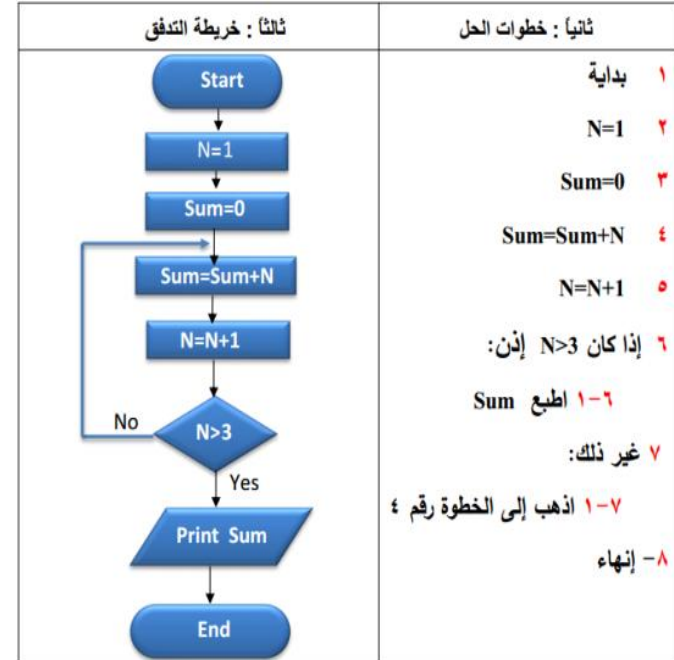 ثانياً : خطوات الحل
١ بداية
٢ N=1
٣ Sum=0
٤ Sum=Sum+N
٥ N=N+1
٦ إذا كان N>3 إذن:
٦-١ اطبع Sum
٧ غير ذلك:
٧-١ اذهب إلى الخطوة رقم ٤
٨- إنهاء
ثالثاً : خريطة التدفق
Start
N=1
Sum=0
Sum=Sum+N
N=N+1
N>3
No
Yes
Print Sum
End